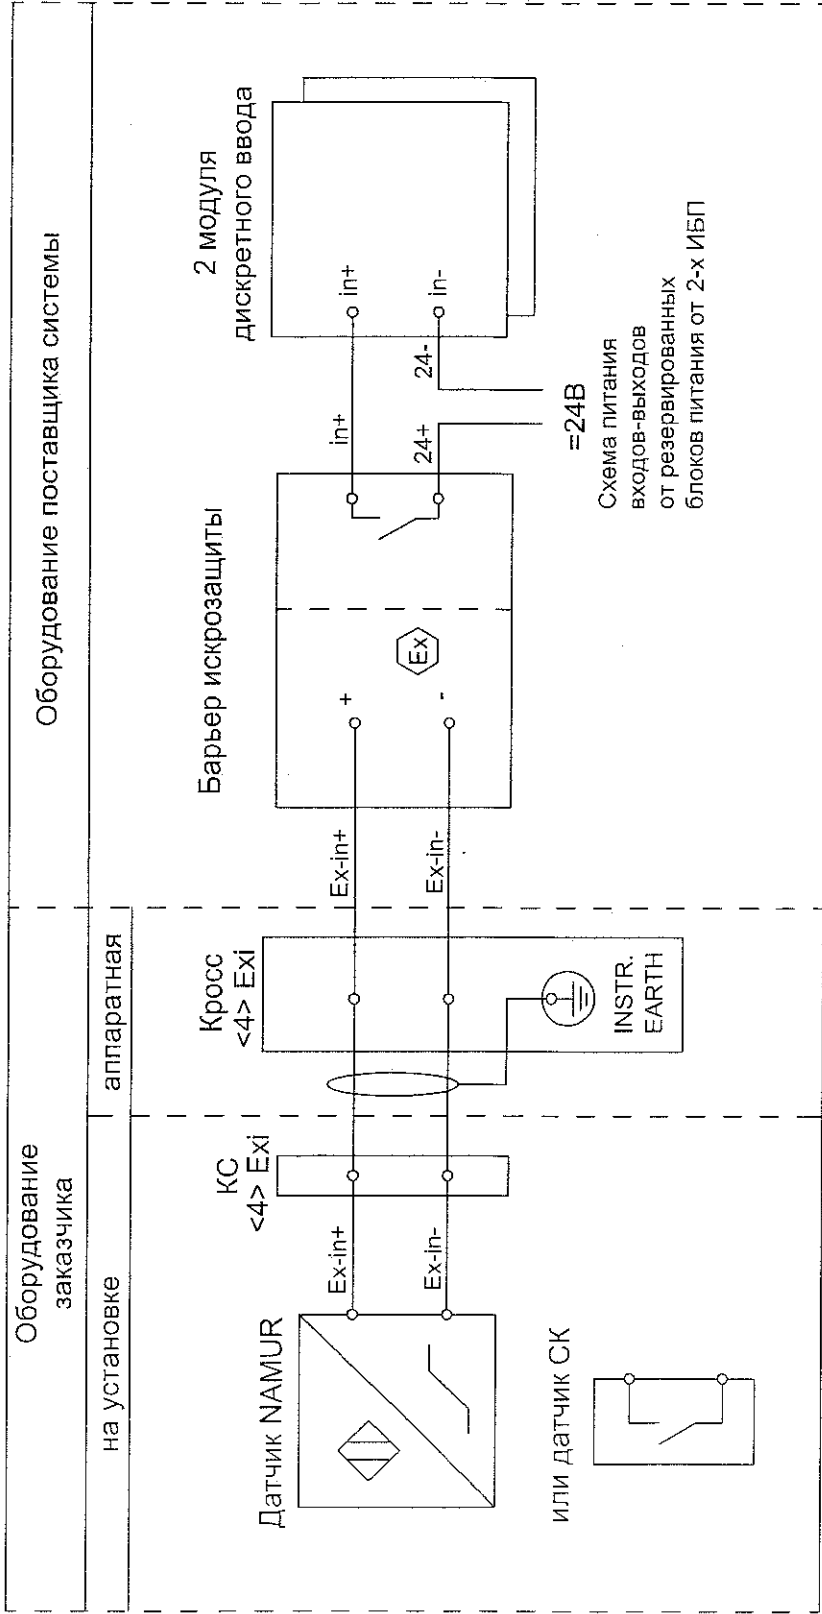 Оборудование
заказчика
Оборудование поставщика системы
на установке
аппаратная
Датчик NAMUR
Ex-in+
Ex-in-
или датчик СК
КС
<4> Exi
Кросс
<4> Exi
INSTR.
EARTH
Ex-in+
Ex-in-
Барьер искрозащиты
+
-
Ex
in+
24+
24-
=24В
Схема питания
входов-выходов
от резервированных
блоков питания от 2-х ИБП
2 модуля
дискретного ввода
in+
in-